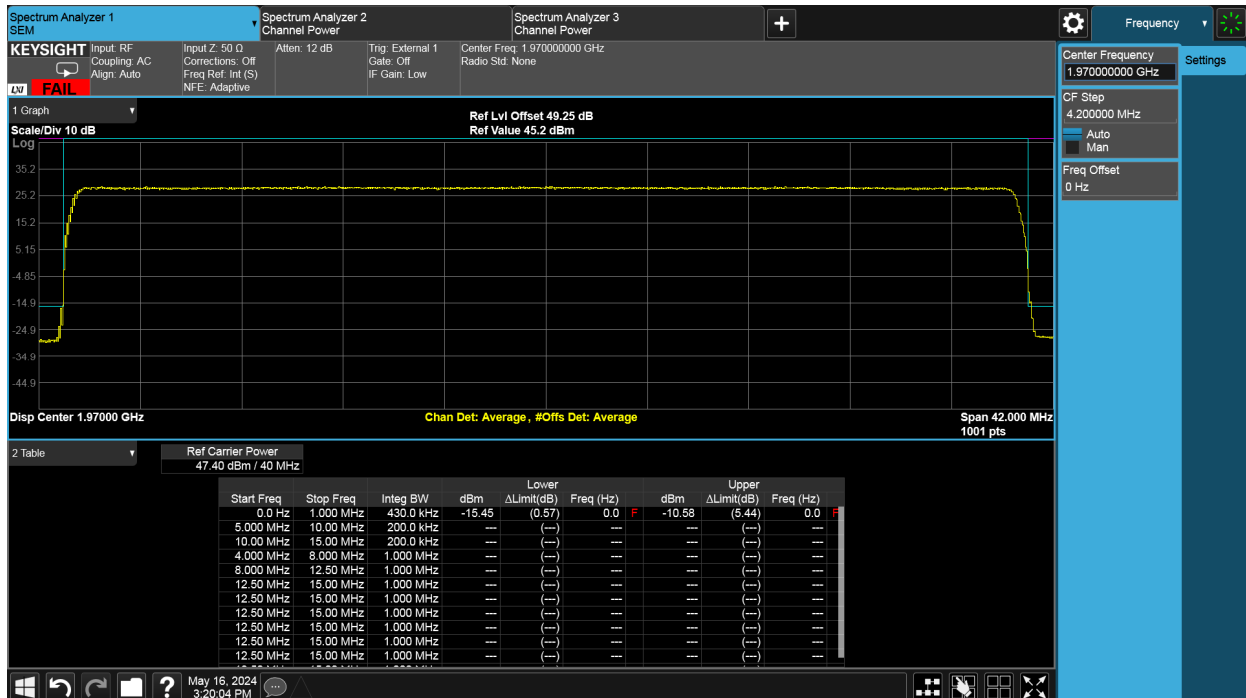 Spectrum Analyzer 1
SEM
Spectrum Analyzer 2
Channel Power
Spectrum Analyzer 3
Channel Power
Frequency
KEYSIGHT
Input: RF
Coupling: AC
Align: Auto
Input Z: 50 Ω
Corrections: Off
Freq Ref: Int (S)
NFE: Adaptive
Atten: 12 dB
Trig: External 1
Gate: Off
IF Gain: Low
Center Freq: 1.970000000 GHz
Radio Std: None
LXI
FAIL
Center Frequency
1.970000000 GHz
Settings
CF Step
4.200000 MHz
Auto
Man
Freq Offset
0 Hz
1 Graph
Scale/Div 10 dB
Ref Lvl Offset 49.25 dB
Ref Value 45.2 dBm
Log
35.2
25.2
15.2
5.15
-4.85
-14.9
-24.9
-34.9
-44.9
Disp Center 1.97000 GHz
Chan Det: Average, #Offs Det: Average
Span 42.000 MHz
1001 pts
2 Table
Ref Carrier Power
47.40 dBm / 40 MHz
Lower Upper
Start Freq Stop Freq Integ BW dBm ΔLimit(dB) Freq (Hz) dBm ΔLimit(dB) Freq (Hz)
0.0 Hz 1.000 MHz 430.0 kHz -15.45 (0.57) 0.0 F -10.58 (5.44) 0.0 F
5.000 MHz 10.00 MHz 200.0 kHz --- (---) --- --- (---) ---
10.00 MHz 15.00 MHz 200.0 kHz --- (---) --- --- (---) ---
4.000 MHz 8.000 MHz 1.000 MHz --- (---) --- --- (---) ---
8.000 MHz 12.50 MHz 1.000 MHz --- (---) --- --- (---) ---
12.50 MHz 15.00 MHz 1.000 MHz --- (---) --- --- (---) ---
12.50 MHz 15.00 MHz 1.000 MHz --- (---) --- --- (---) ---
12.50 MHz 15.00 MHz 1.000 MHz --- (---) --- --- (---) ---
12.50 MHz 15.00 MHz 1.000 MHz --- (---) --- --- (---) ---
12.50 MHz 15.00 MHz 1.000 MHz --- (---) --- --- (---) ---
12.50 MHz 15.00 MHz 1.000 MHz --- (---) --- --- (---) ---
May 16, 2024
3:20:04 PM